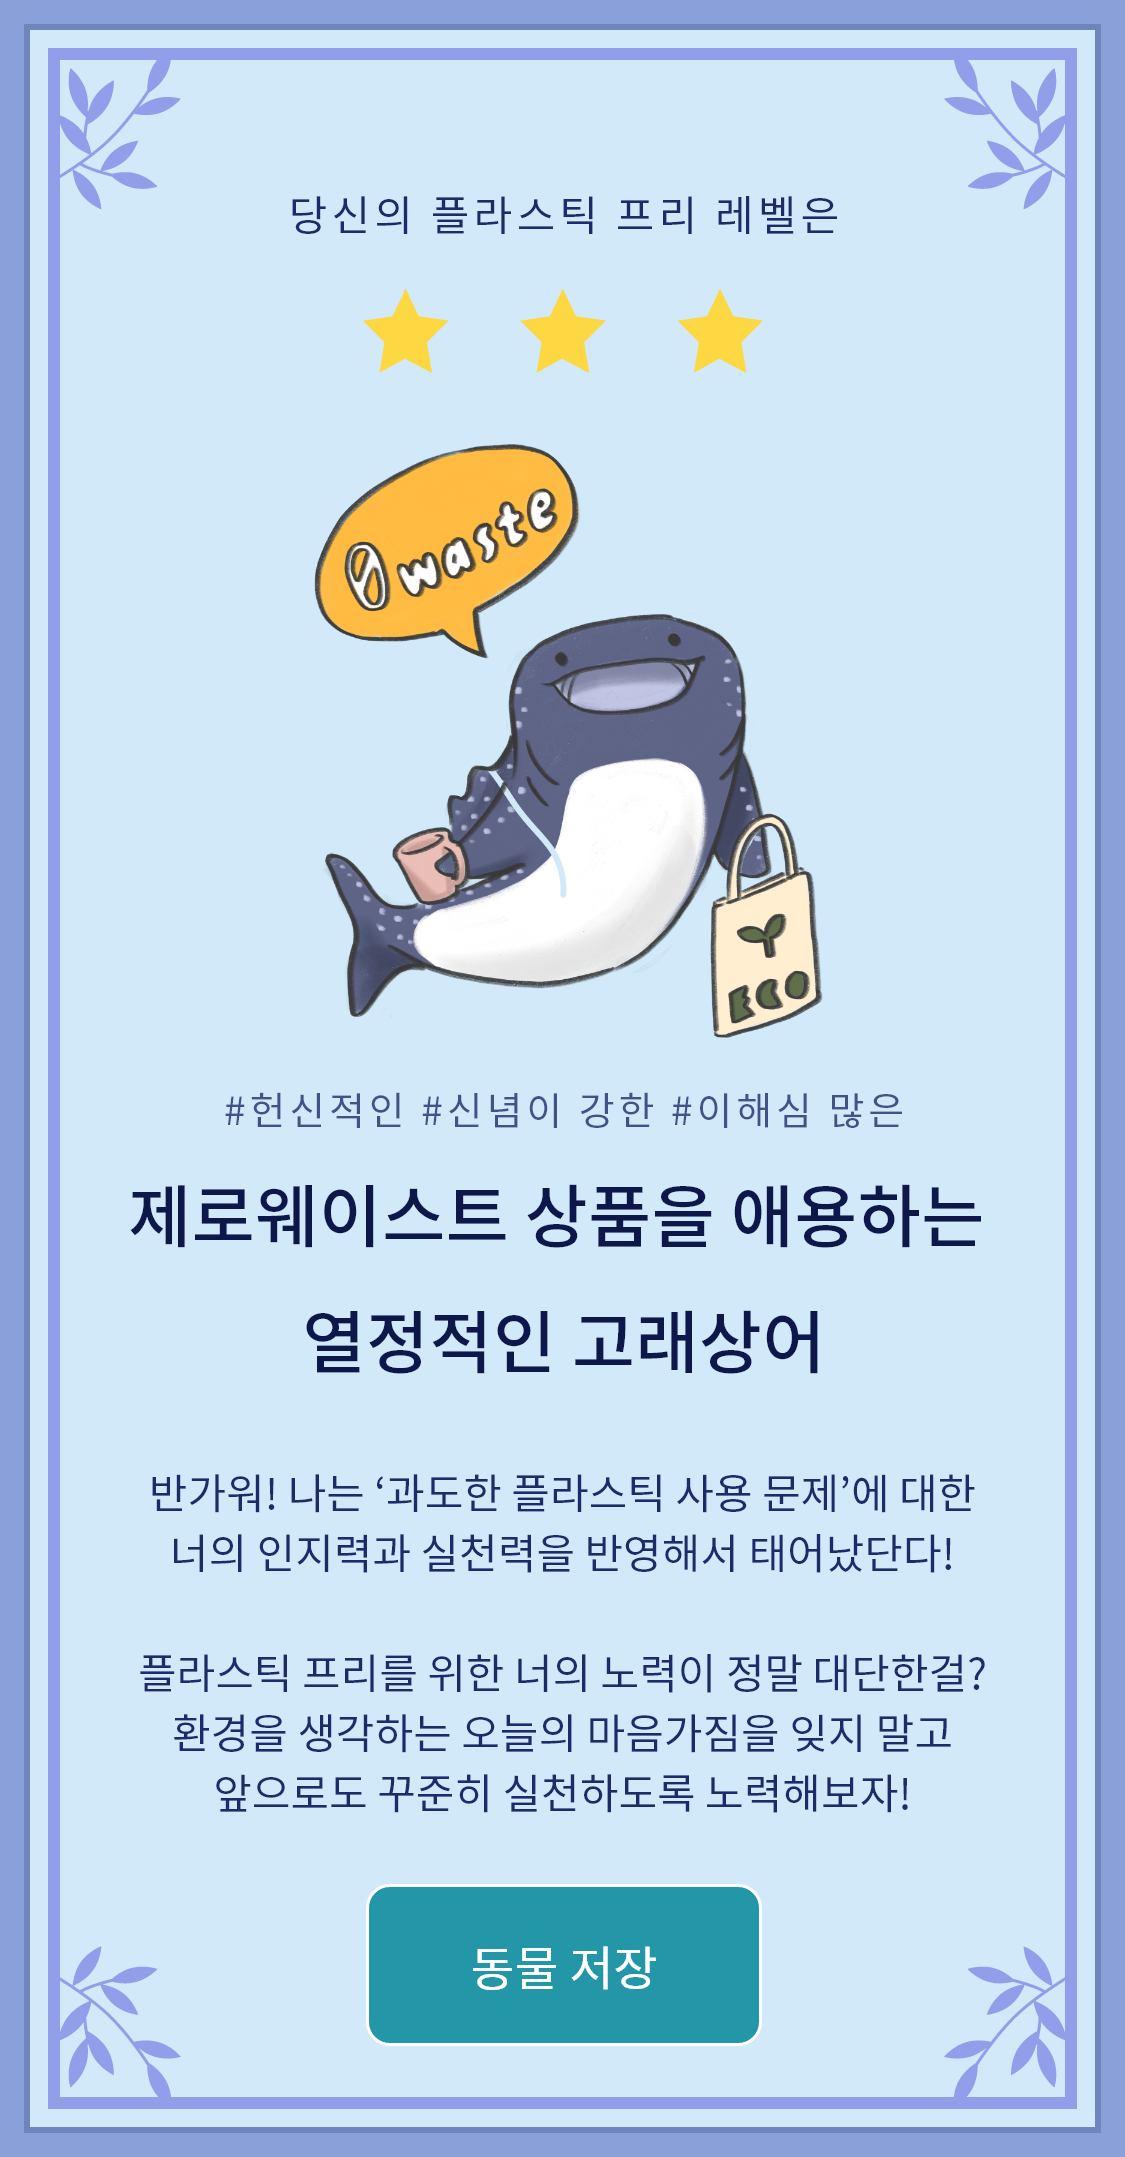 당신의 플라스틱 프리 레벨은
0 waste
ECO
#헌신적인 #신념이 강한 #이해심 많은
제로웨이스트 상품을 애용하는
열정적인 고래상어
반가워! 나는 ‘과도한 플라스틱 사용 문제’에 대한
너의 인지력과 실천력을 반영해서 태어났단다!
플라스틱 프리를 위한 너의 노력이 정말 대단한걸?
환경을 생각하는 오늘의 마음가짐을 잊지 말고
앞으로도 꾸준히 실천하도록 노력해보자!
동물 저장